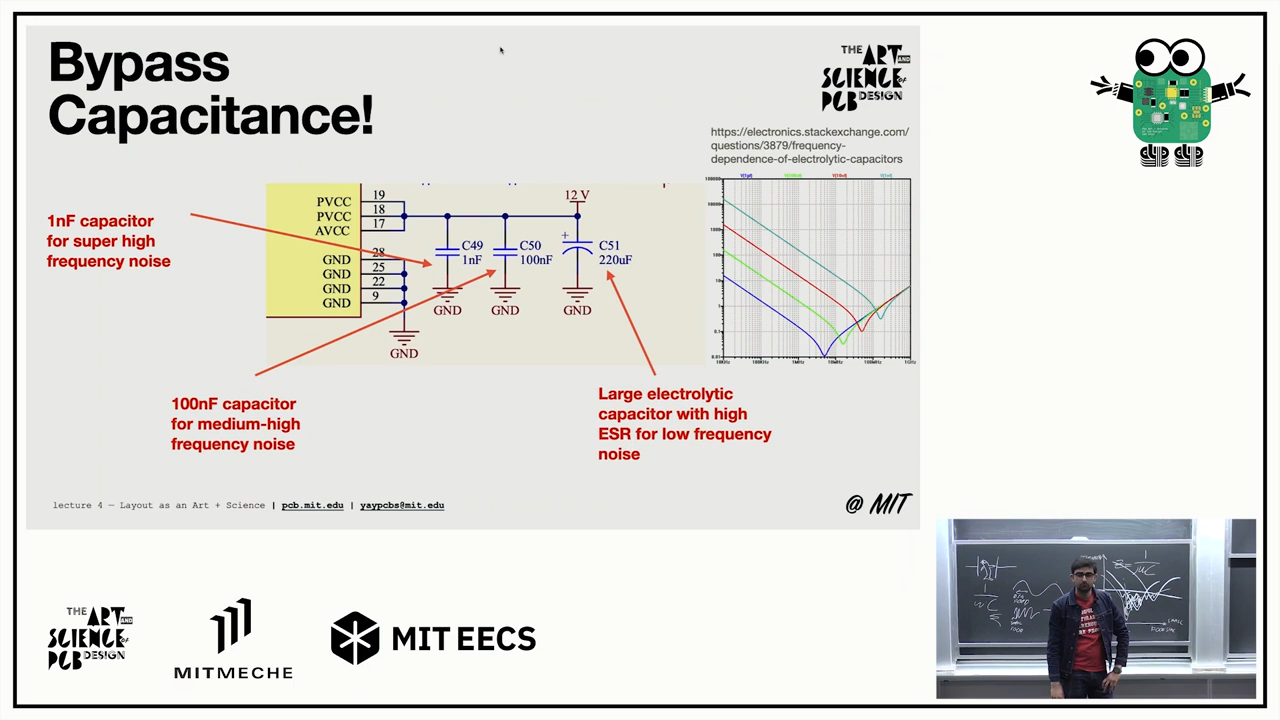 Bypass
Capacitance!
THE ART AND
SCIENCE of
PCB DESIGN
https://electronics.stackexchange.com/
questions/3879/frequency-
dependence-of-electrolytic-capacitors
1nF capacitor
for super high
frequency noise
PVCC 19
PVCC 18
AVCC 17
GND 28
GND 25
GND 22
GND 9
GND
C49
1nF
GND
C50
100nF
GND
12 V
+
C51
220uF
GND
100nF capacitor
for medium-high
frequency noise
Large electrolytic
capacitor with high
ESR for low frequency
noise
lecture 4 — Layout as an Art + Science | pcb.mit.edu | yaypcbs@mit.edu
@ MIT
THE ART AND
SCIENCE of
PCB DESIGN
MITMECHE
MIT EECS